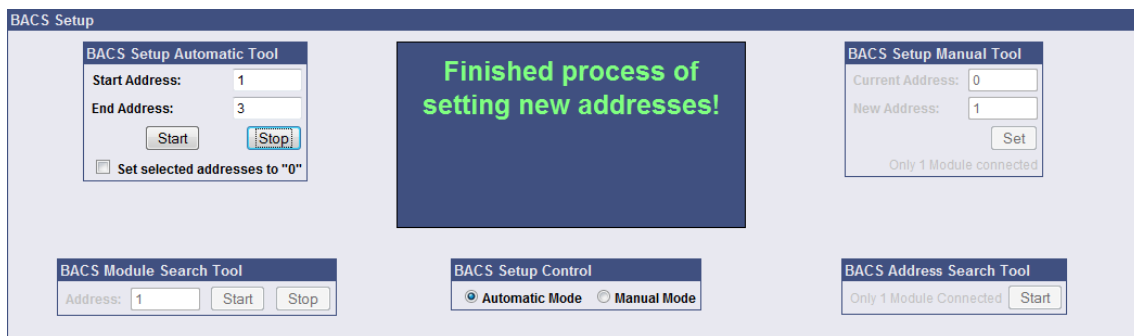 BACS Setup
BACS Setup Automatic Tool
Start Address: 1
End Address: 3
Start Stop
Set selected addresses to "0"
Finished process of
setting new addresses!
BACS Setup Manual Tool
Current Address: 0
New Address: 1
Set
Only 1 Module connected
BACS Module Search Tool
Address: 1 Start Stop
BACS Setup Control
Automatic Mode Manual Mode
BACS Address Search Tool
Only 1 Module Connected Start